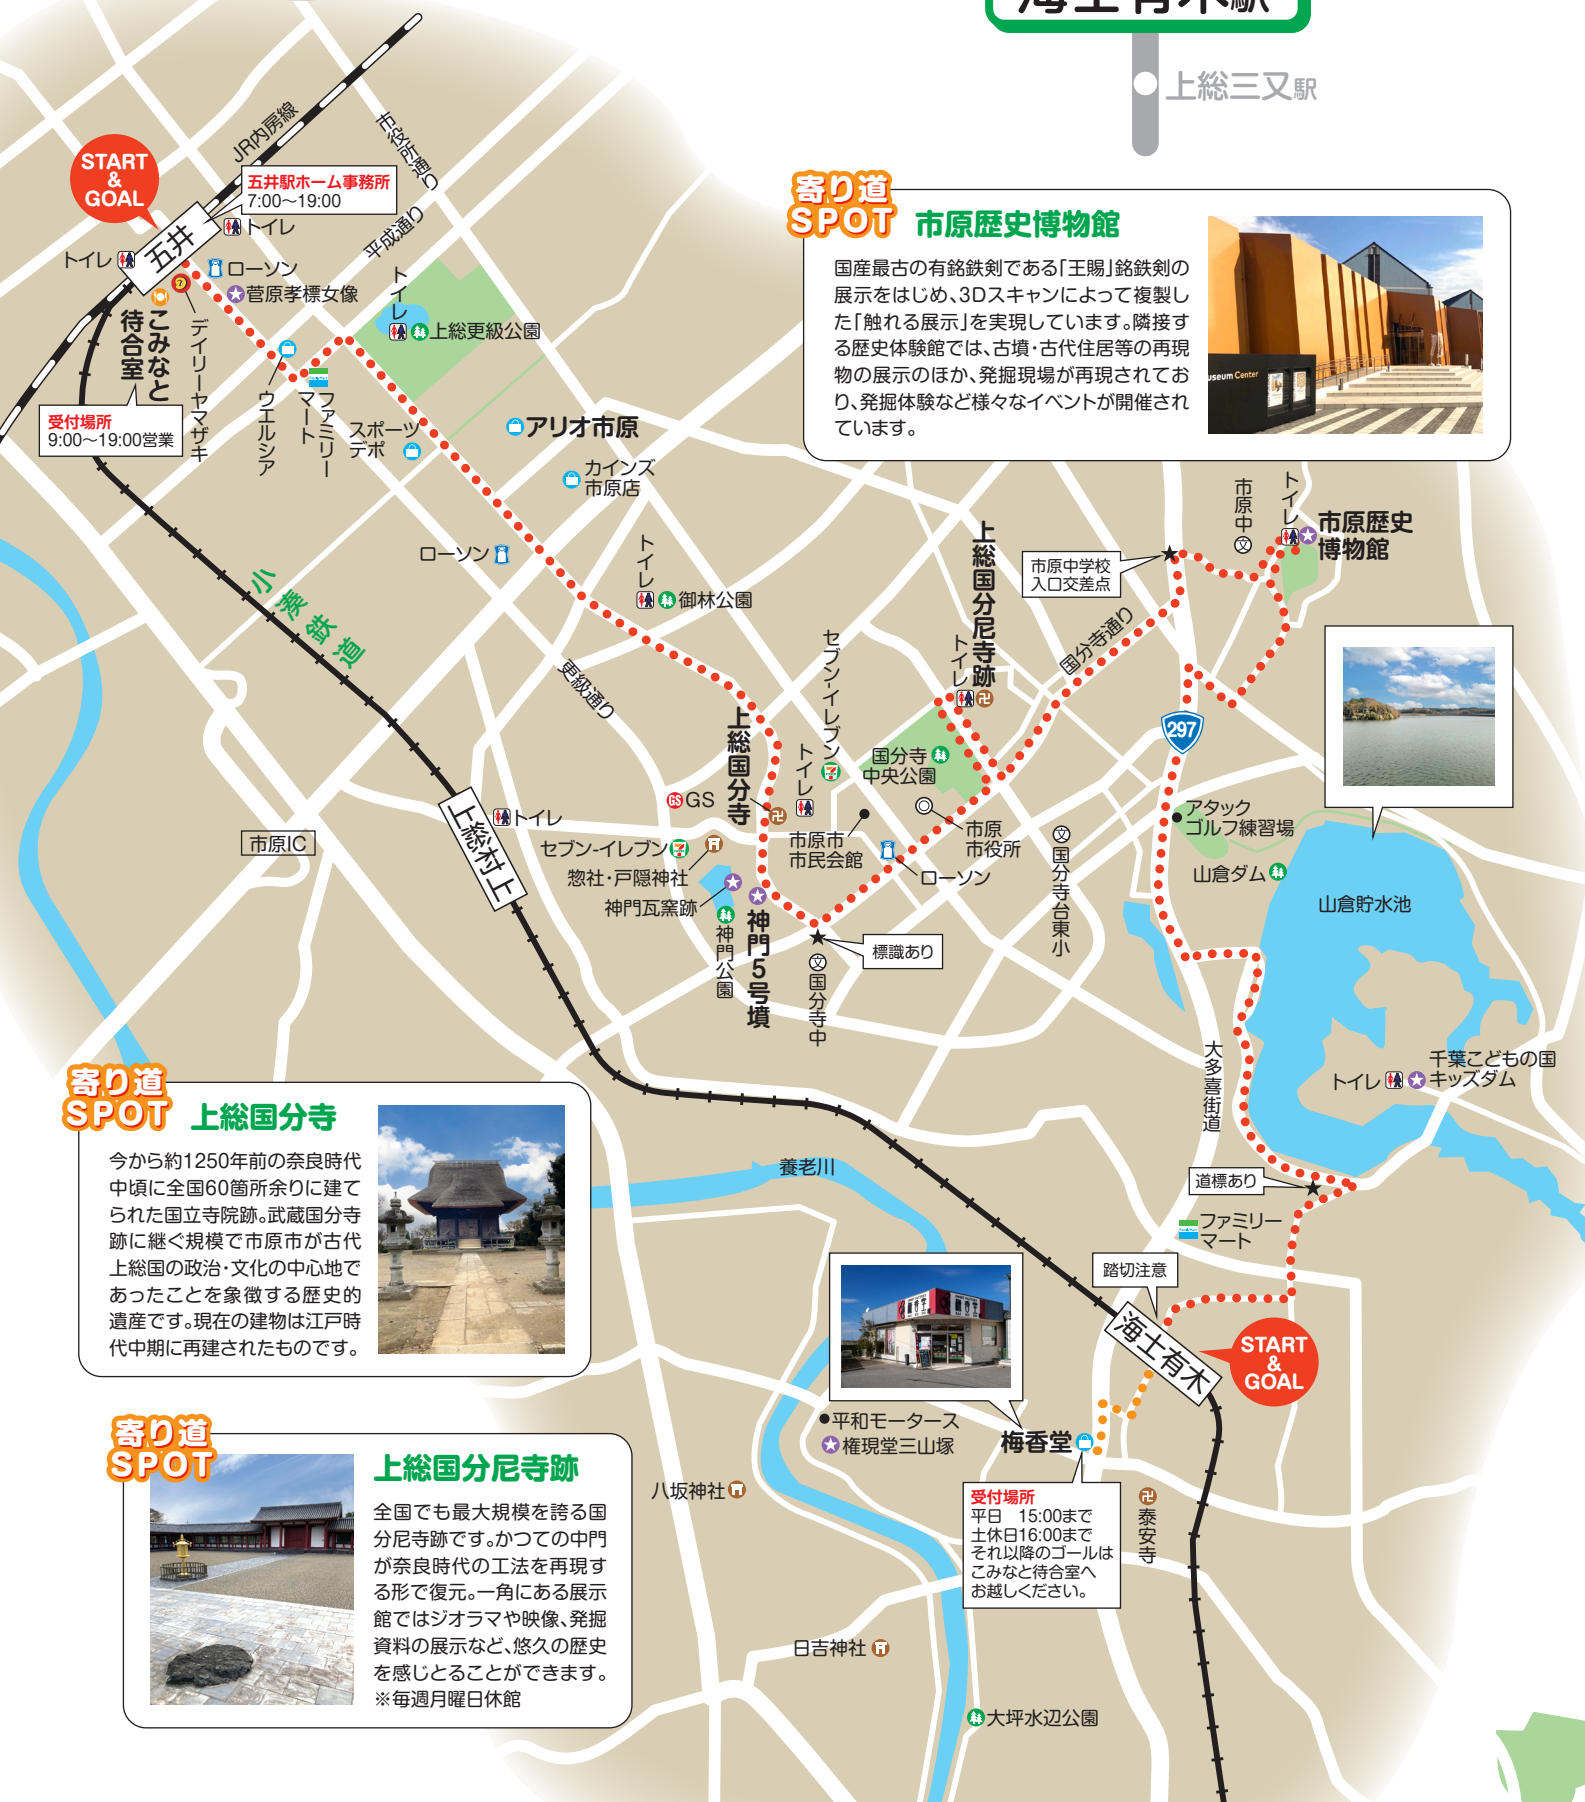 海士有木駅
上総三又駅
START
&
GOAL
JR内房線
市役所通り
五井駅ホーム事務所
7:00〜19:00
トイレ
平成通り
五井
トイレ
ローソン
菅原孝標女像
トイレ
上総更級公園
こみなと
待合室
デイリーヤマザキ
受付場所
9:00〜19:00営業
ウエルシア
ファミリー
マート
スポーツ
デポ
アリオ市原
カインズ
市原店
ローソン
トイレ
御林公園
小湊鉄道
更級通り
寄り道
SPOT
市原歴史博物館
国産最古の有銘鉄剣である「王賜」銘鉄剣の
展示をはじめ、3Dスキャンによって複製し
た「触れる展示」を実現しています。隣接す
る歴史体験館では、古墳・古代住居等の再現
物の展示のほか、発掘現場が再現されてお
り、発掘体験など様々なイベントが開催され
ています。
useum Center
市原中
文
トイレ
市原歴史
博物館
市原中学校
入口交差点
国分寺通り
上総国分尼寺跡
トイレ
セブン-イレブン
国分寺
中央公園
上総国分寺
トイレ
GS
GS
市原市
市民会館
市原
市役所
ローソン
文
国分寺台東小
297
アタック
ゴルフ練習場
山倉ダム
山倉貯水池
セブン-イレブン
惣社・戸隠神社
神門瓦窯跡
神門公園
神門5号墳
標識あり
文
国分寺中
市原IC
上総村上
トイレ
大多喜街道
千葉こどもの国
キッズダム
トイレ
道標あり
ファミリー
マート
養老川
踏切注意
海士有木
START
&
GOAL
寄り道
SPOT
上総国分寺
今から約1250年前の奈良時代
中頃に全国60箇所余りに建て
られた国立寺院跡。武蔵国分寺
跡に継ぐ規模で市原市が古代
上総国の政治・文化の中心地で
あったことを象徴する歴史的
遺産です。現在の建物は江戸時
代中期に再建されたものです。
平和モータース
権現堂三山塚
梅香堂
受付場所
平日　15:00まで
土休日16:00まで
それ以降のゴールは
こみなと待合室へ
お越しください。
泰安寺
八坂神社
日吉神社
大坪水辺公園
寄り道
SPOT
上総国分尼寺跡
全国でも最大規模を誇る国
分尼寺跡です。かつての中門
が奈良時代の工法を再現す
る形で復元。一角にある展示
館ではジオラマや映像、発掘
資料の展示など、悠久の歴史
を感じとることができます。
※毎週月曜日休館